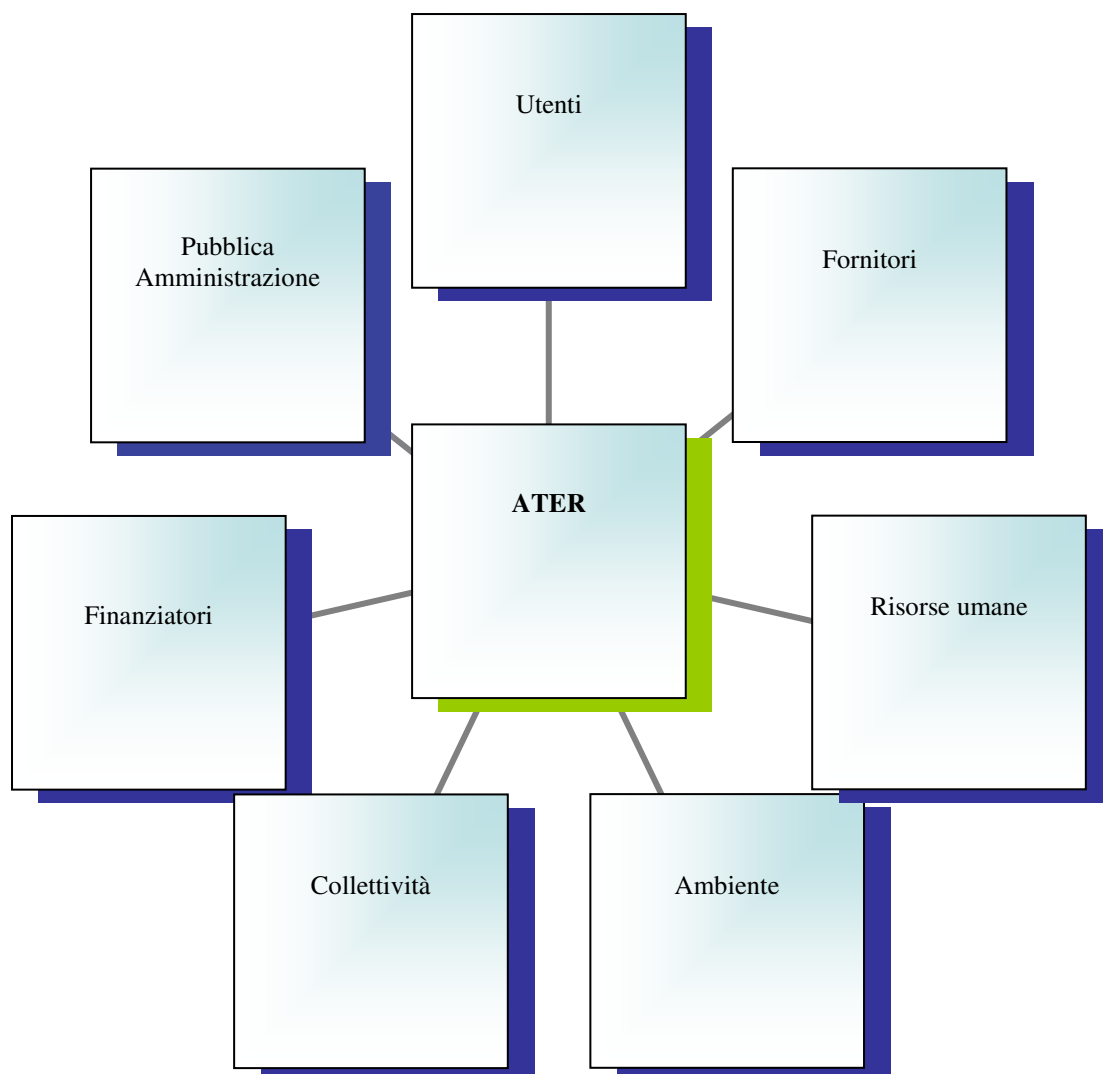 Utenti
Pubblica
Amministrazione
Fornitori
ATER
Finanziatori
Risorse umane
Collettività
Ambiente